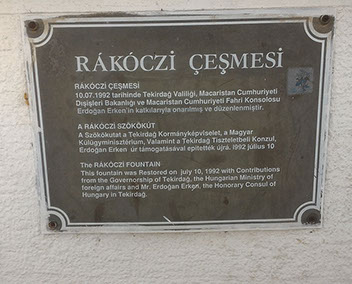 RÁKÓCZİ ÇEŞMESİ
RÁKÓCZİ ÇEŞMESİ
10.07.1992 tarihinde Tekirdağ Valiliği, Macaristan Cumhuriyeti
Dışişleri Bakanlığı ve Macaristan Cumhuriyeti Fahri Konsolosu
Erdoğan Erken'in katkılarıyla onarılmış ve düzenlenmiştir.
A RÁKÓCZİ SZÖKÖKÚT
A Szökökutat a Tekirdağ Kormányképviselet, a Magyar
Külügyminisztérium, Valamint a Tekirdağ Tiszteletbeli Konzul,
Erdoğan Erken úr támogatásával építették újra. 1992 július 10
The RÁKÓCZİ FOUNTAIN
This fountain was Restored on july 10, 1992 with Contributions
from the Governorship of Tekirdağ, the Hungarian Ministry of
foreign affairs and Mr. Erdoğan Erken, the Honorary Consul of
Hungary in Tekirdağ.